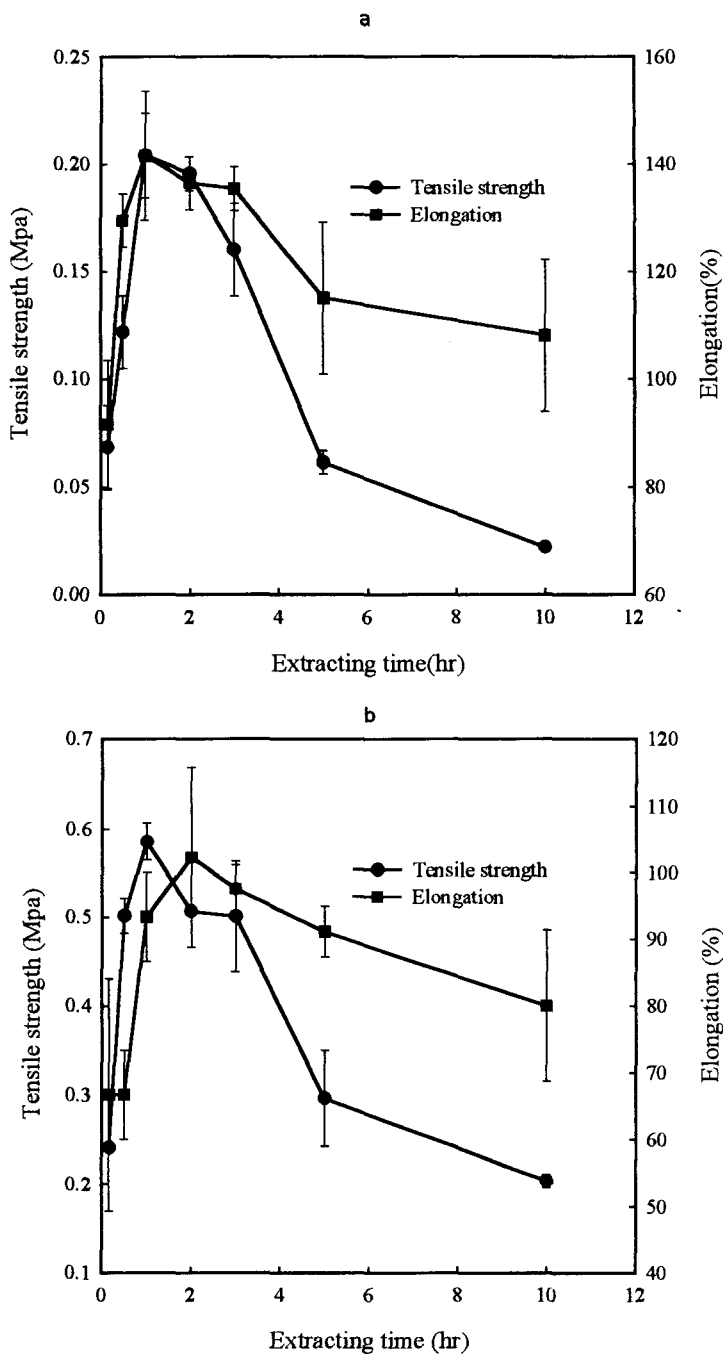 a
0.25
0.20
0.15
0.10
0.05
0.00
Tensile strength (Mpa)
160
140
120
100
80
60
Elongation(%)
Tensile strength
Elongation
0 2 4 6 8 10 12
Extracting time(hr)
b
0.7
0.6
0.5
0.4
0.3
0.2
0.1
Tensile strength (Mpa)
120
110
100
90
80
70
60
50
40
Elongation (%)
Tensile strength
Elongation
0 2 4 6 8 10 12
Extracting time (hr)